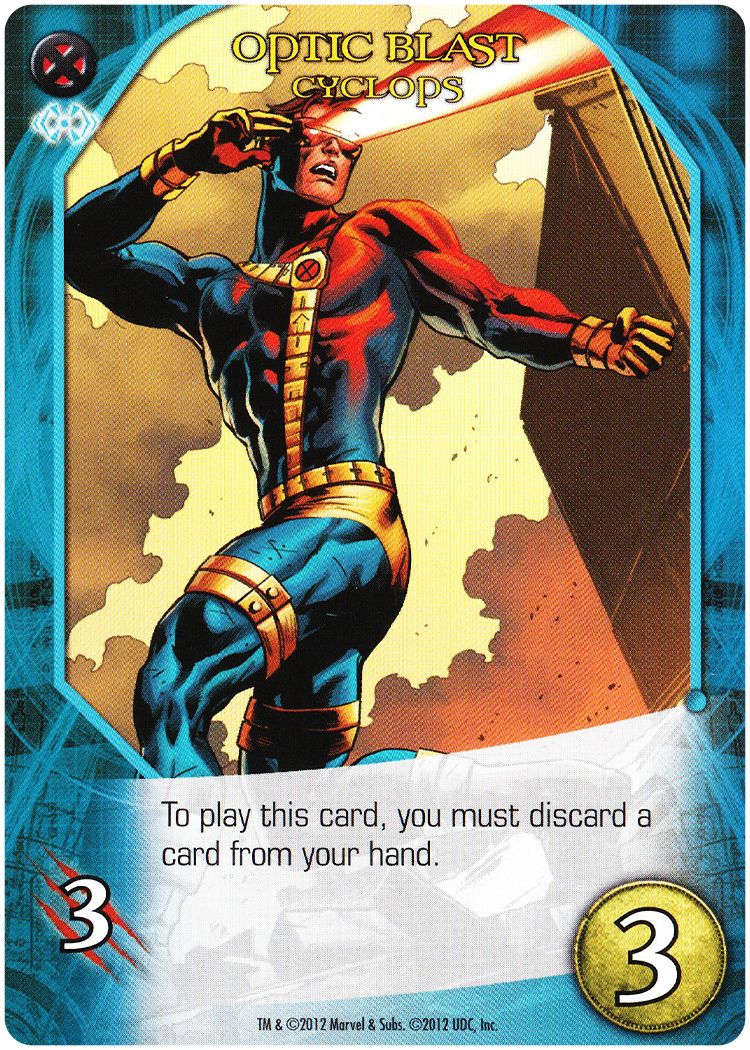 OPTIC BLAST
CYCLOPS
To play this card, you must discard a
card from your hand.
3
3
TM & ©2012 Marvel & Subs. ©2012 UDC, Inc.